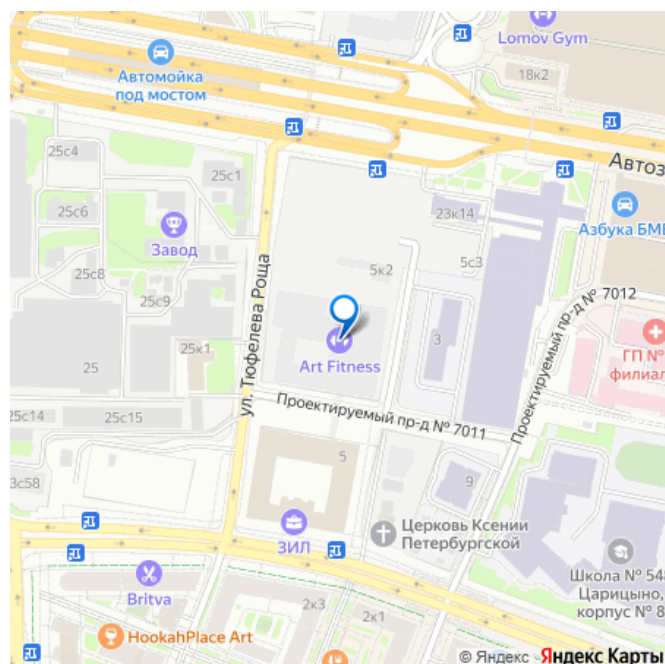 Lomov Gym
Автомойка
под мостом
18к2
25с4
25с1
Автоз
25с6
23к14
Завод
Азбука БМВ
5с3
5к2
25с8
25с9
ул. Тюфелева Роща
Проектируемый пр-д № 7012
3
ГП №
филиал
25к1
Art Fitness
25
Проектируемый пр-д № 7011
25с14
25с15
5
9
3с58
ЗИЛ
Церковь Ксении
Петербургской
Школа № 548
Царицыно,
корпус № 8
Britva
2к3
2к1
HookahPlace Art
© Яндекс Яндекс Карты